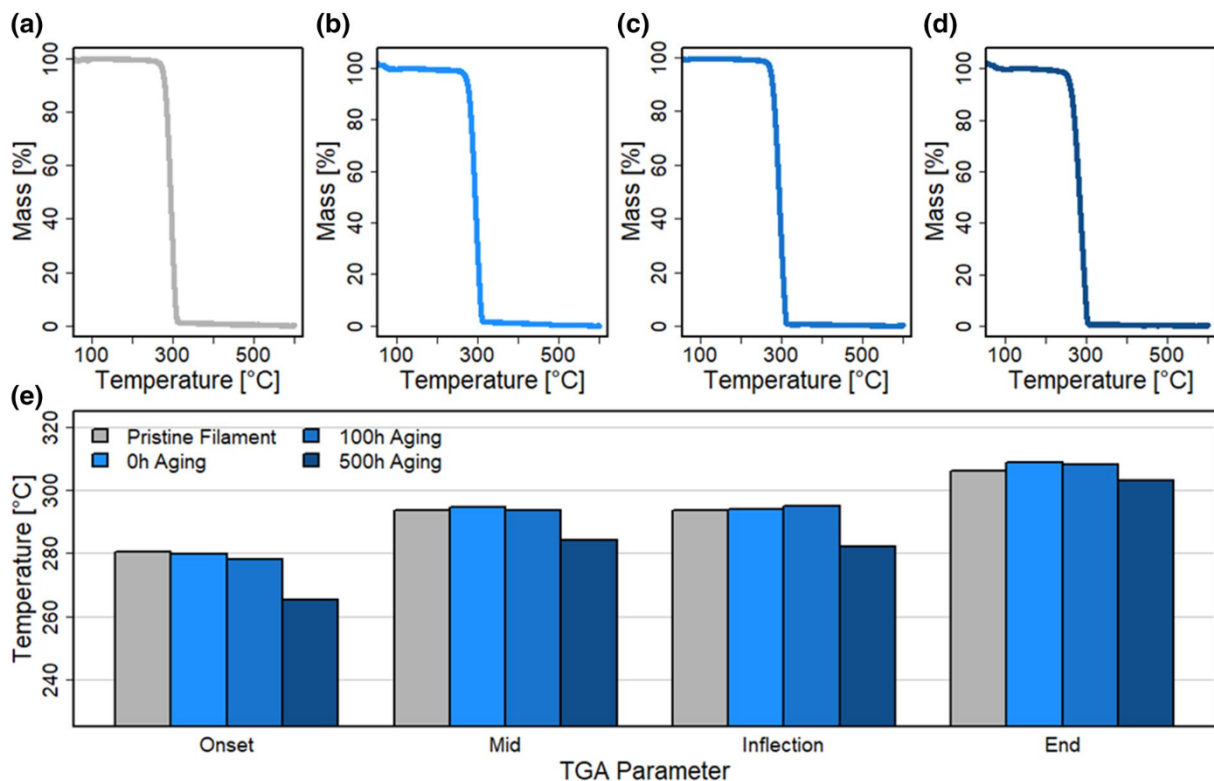 (a)
(b)
(c)
(d)
Mass [%]
0 20 40 60 80 100
100 300 500
Temperature [°C]
Mass [%]
0 20 40 60 80 100
100 300 500
Temperature [°C]
Mass [%]
0 20 40 60 80 100
100 300 500
Temperature [°C]
Mass [%]
0 20 40 60 80 100
100 300 500
Temperature [°C]
(e)
Temperature [°C]
240 260 280 300 320
Pristine Filament
0h Aging
100h Aging
500h Aging
Onset Mid Inflection End
TGA Parameter